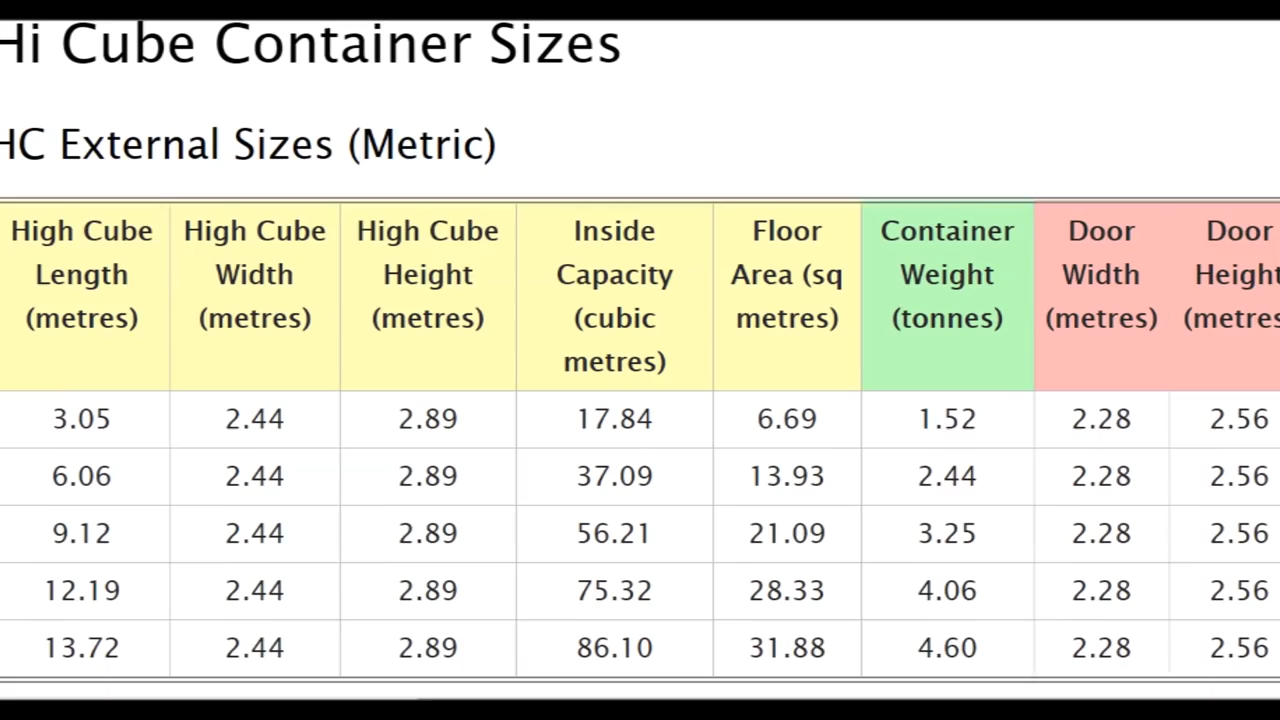 Hi Cube Container Sizes
HC External Sizes (Metric)
High Cube Length (metres) High Cube Width (metres) High Cube Height (metres) Inside Capacity (cubic metres) Floor Area (sq metres) Container Weight (tonnes) Door Width (metres) Door Height (metres
3.05 2.44 2.89 17.84 6.69 1.52 2.28 2.56
6.06 2.44 2.89 37.09 13.93 2.44 2.28 2.56
9.12 2.44 2.89 56.21 21.09 3.25 2.28 2.56
12.19 2.44 2.89 75.32 28.33 4.06 2.28 2.56
13.72 2.44 2.89 86.10 31.88 4.60 2.28 2.56